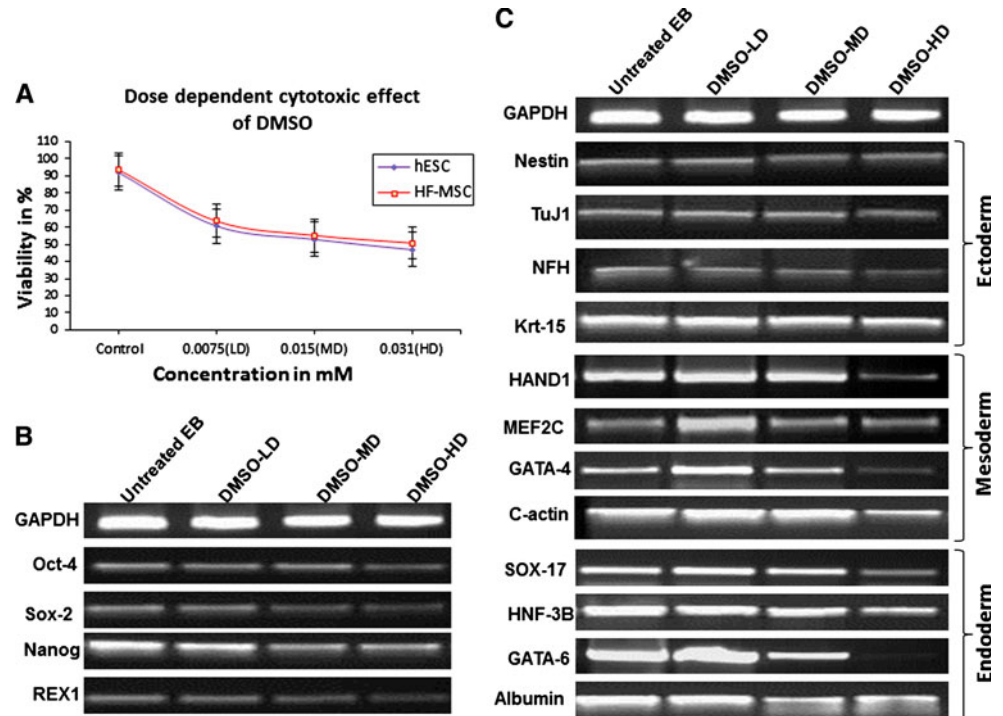 A
Dose dependent cytotoxic effect
of DMSO
110
100
90
80
70
60
50
40
30
20
10
0
Viability in %
hESC
HF-MSC
Control 0.0075(LD) 0.015(MD) 0.031(HD)
Concentration in mM
B
Untreated EB DMSO-LD DMSO-MD DMSO-HD
GAPDH
Oct-4
Sox-2
Nanog
REX1
C
Untreated EB DMSO-LD DMSO-MD DMSO-HD
GAPDH
Nestin
TuJ1
NFH
Krt-15
Ectoderm
HAND1
MEF2C
GATA-4
C-actin
Mesoderm
SOX-17
HNF-3B
GATA-6
Albumin
Endoderm